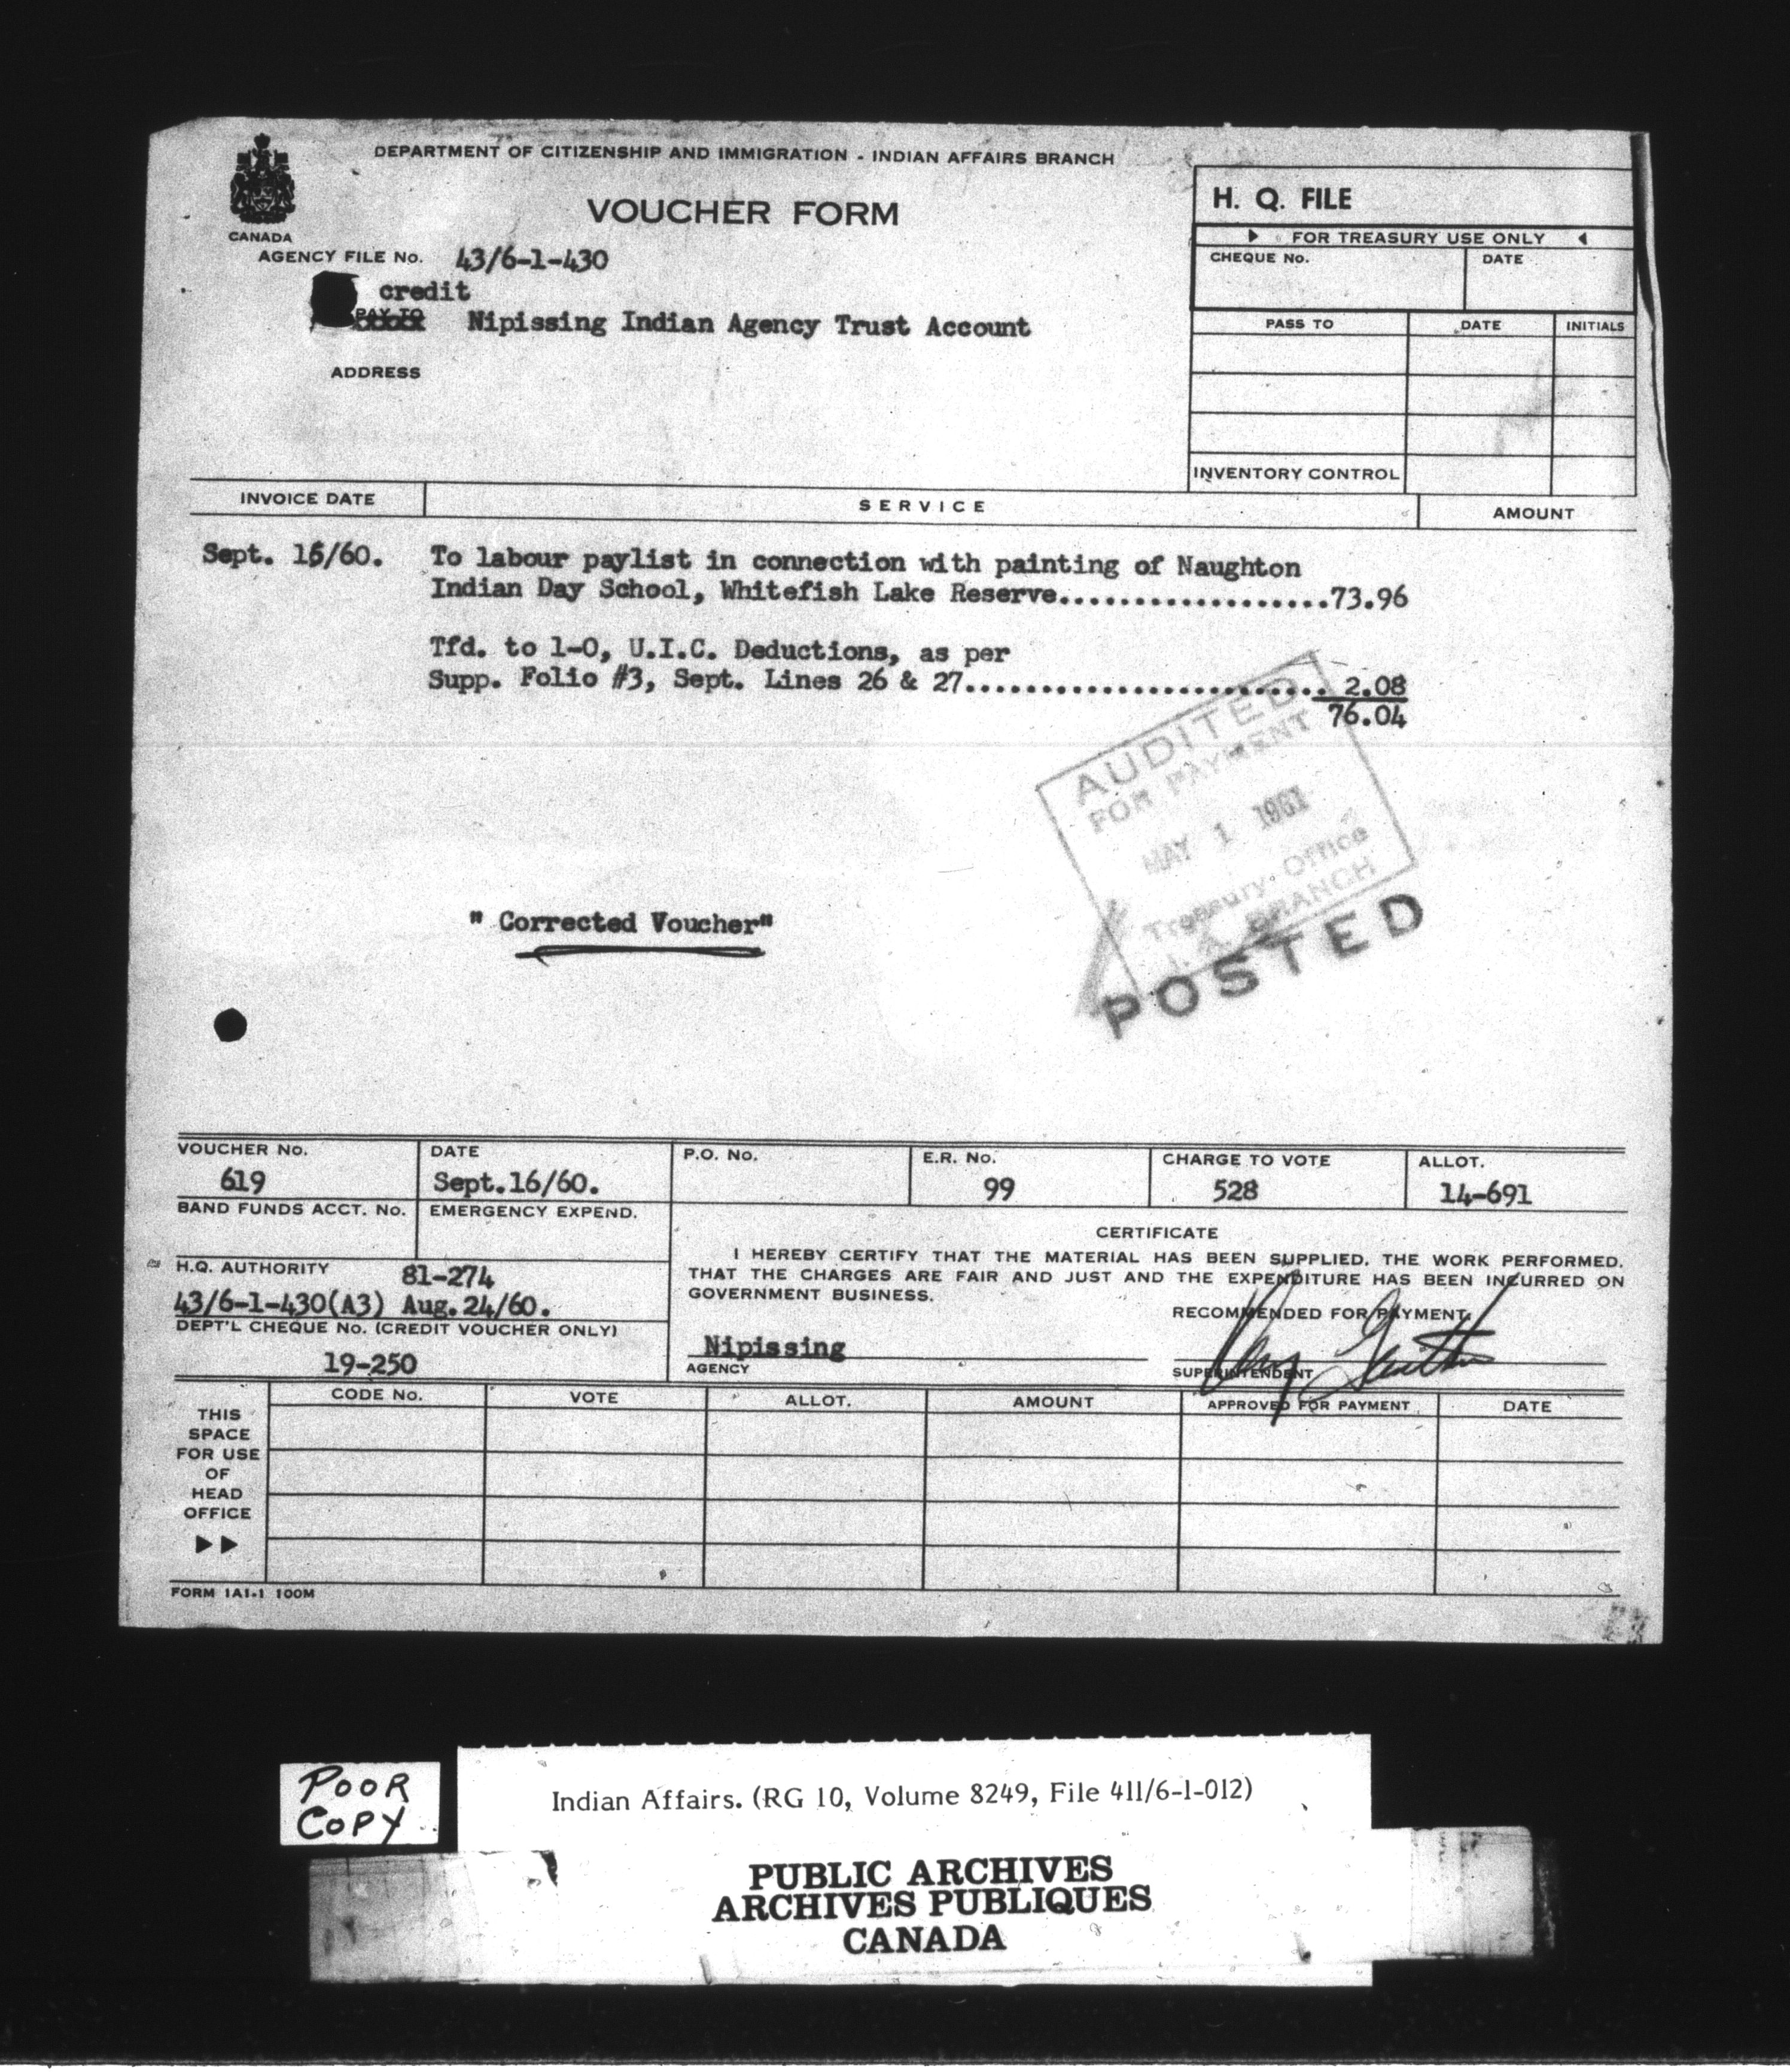 DEPARTMENT OF CITIZENSHIP AND IMMIGRATION - INDIAN AFFAIRS BRANCH
VOUCHER FORM
CANADA
AGENCY FILE No. 43/6-1-430
credit
PAY TO Nipissing Indian Agency Trust Account
ADDRESS
H. Q. FILE
FOR TREASURY USE ONLY
CHEQUE No. DATE
PASS TO DATE INITIALS
INVENTORY CONTROL
INVOICE DATE SERVICE AMOUNT
Sept. 16/60. To labour paylist in connection with painting of Naughton
Indian Day School, Whitefish Lake Reserve..................73.96
Tfd. to 1-0, U.I.C. Deductions, as per
Supp. Folio #3, Sept. Lines 26 & 27........................ 2.08
76.04
AUDITED
FOR PAYMENT
MAY 1 1961
Treasury Office
I. A. BRANCH
POSTED
" Corrected Voucher"
VOUCHER No. DATE P.O. No. E.R. No. CHARGE TO VOTE ALLOT.
619 Sept.16/60. 99 528 14-691
BAND FUNDS ACCT. No. EMERGENCY EXPEND.
H.Q. AUTHORITY 81-274
43/6-1-430(A3) Aug.24/60.
DEPT'L CHEQUE No. (CREDIT VOUCHER ONLY)
19-250
CERTIFICATE
I HEREBY CERTIFY THAT THE MATERIAL HAS BEEN SUPPLIED. THE WORK PERFORMED.
THAT THE CHARGES ARE FAIR AND JUST AND THE EXPENDITURE HAS BEEN INCURRED ON
GOVERNMENT BUSINESS.
RECOMMENDED FOR PAYMENT.
Nipissing
AGENCY SUPERINTENDENT
CODE No. VOTE ALLOT. AMOUNT APPROVED FOR PAYMENT DATE
THIS
SPACE
FOR USE
OF
HEAD
OFFICE
FORM 1A1-1 100M
POOR
COPY
Indian Affairs. (RG 10, Volume 8249, File 411/6-1-012)
PUBLIC ARCHIVES
ARCHIVES PUBLIQUES
CANADA